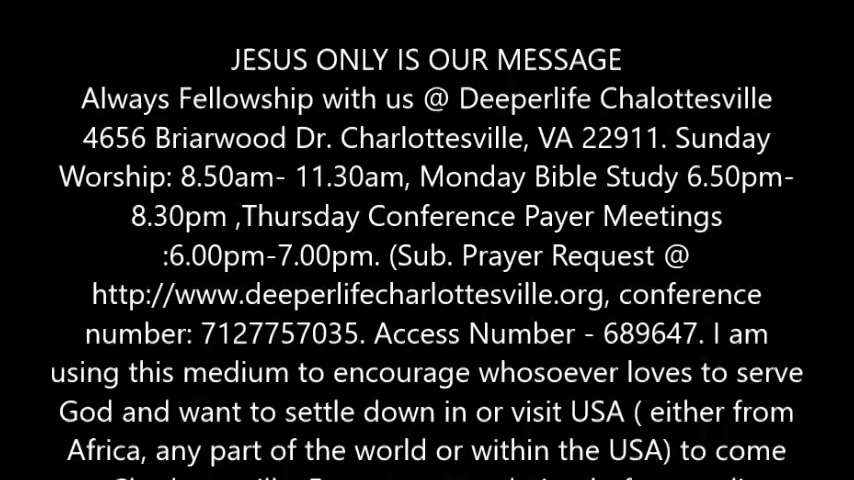 JESUS ONLY IS OUR MESSAGE
Always Fellowship with us @ Deeperlife Chalottesville
4656 Briarwood Dr. Charlottesville, VA 22911. Sunday
Worship: 8.50am- 11.30am, Monday Bible Study 6.50pm-
8.30pm ,Thursday Conference Payer Meetings
:6.00pm-7.00pm. (Sub. Prayer Request @
http://www.deeperlifecharlottesville.org, conference
number: 7127757035. Access Number - 689647. I am
using this medium to encourage whosoever loves to serve
God and want to settle down in or visit USA ( either from
Africa, any part of the world or within the USA) to come